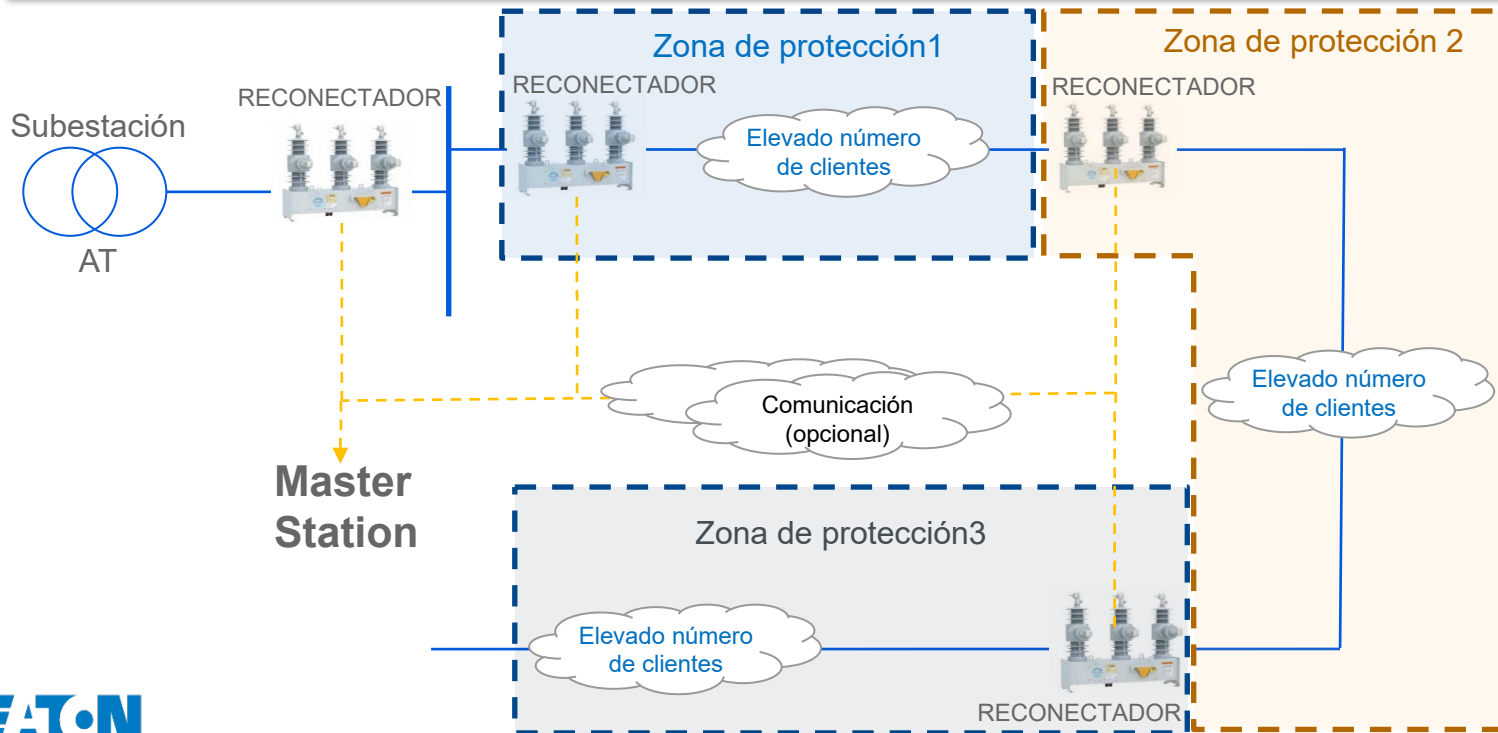 Zona de protección1
Zona de protección 2
RECONECTADOR
RECONECTADOR
RECONECTADOR
Subestación
AT
Elevado número
de clientes
Elevado número
de clientes
Comunicación
(opcional)
Master
Station
Zona de protección3
Elevado número
de clientes
RECONECTADOR
EATON